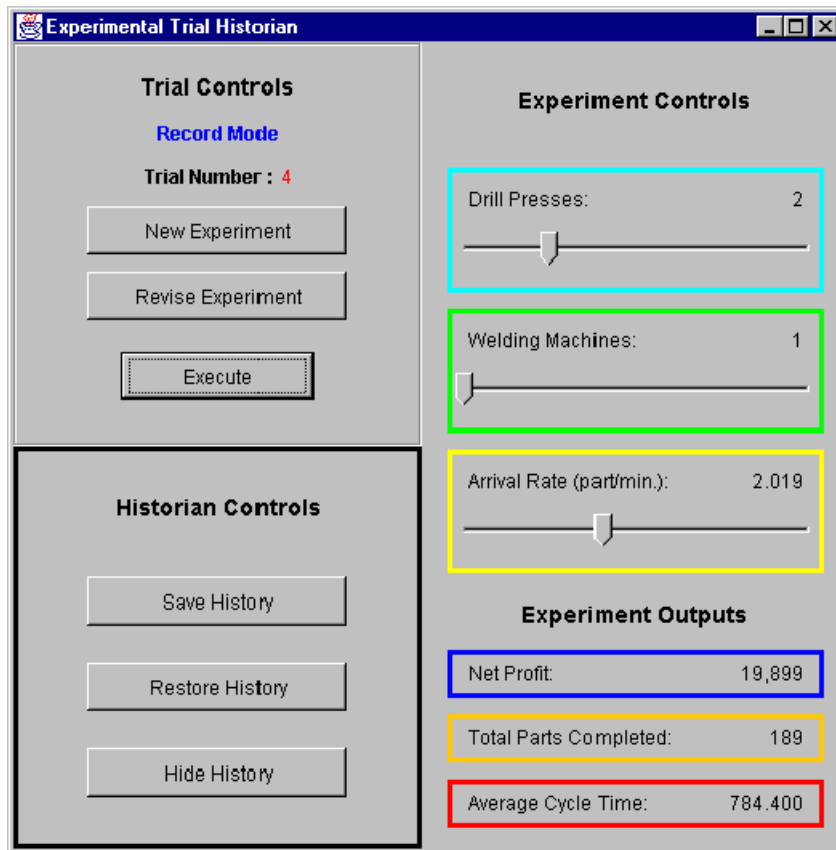 Experimental Trial Historian
Trial Controls
Record Mode
Trial Number : 4
New Experiment
Revise Experiment
Execute
Historian Controls
Save History
Restore History
Hide History
Experiment Controls
Drill Presses: 2
Welding Machines: 1
Arrival Rate (part/min.): 2.019
Experiment Outputs
Net Profit: 19,899
Total Parts Completed: 189
Average Cycle Time: 784.400